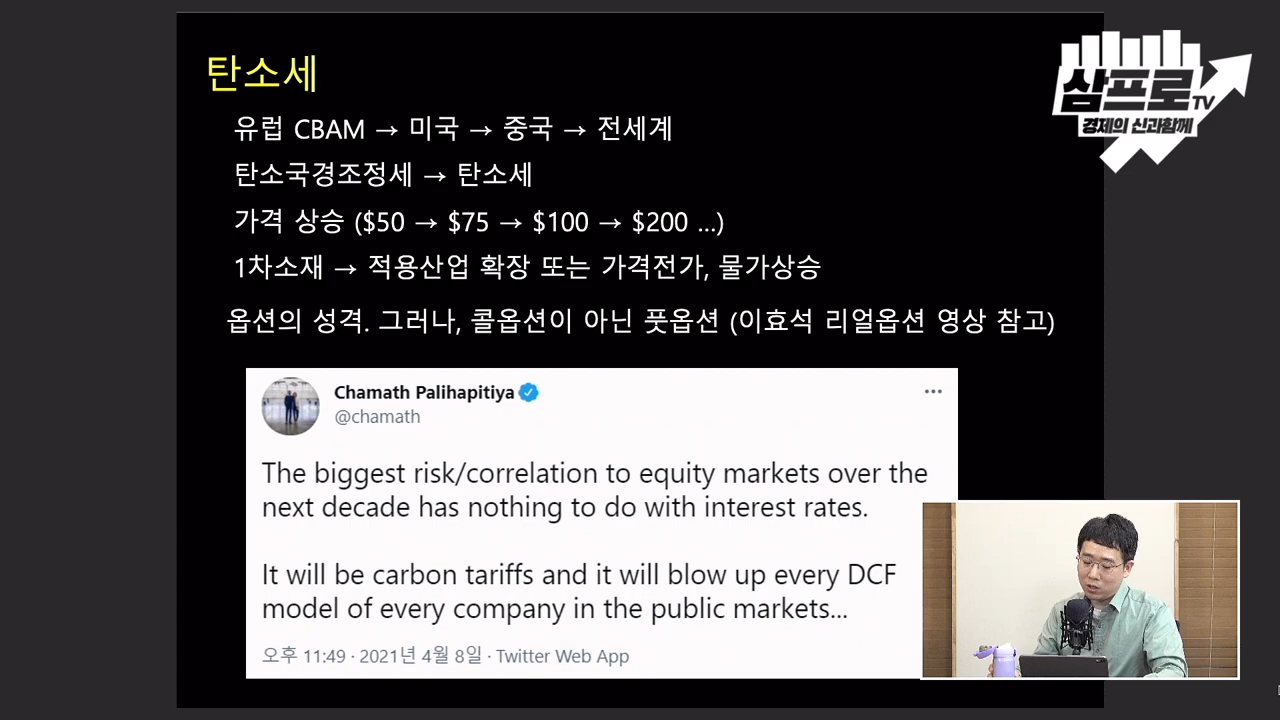 탄소세
유럽 CBAM → 미국 → 중국 → 전세계
탄소국경조정세 → 탄소세
가격 상승 ($50 → $75 → $100 → $200 ...)
1차소재 → 적용산업 확장 또는 가격전가, 물가상승
옵션의 성격. 그러나, 콜옵션이 아닌 풋옵션 (이효석 리얼옵션 영상 참고)
삼프로TV
경제의 신과함께
Chamath Palihapitiya
@chamath
The biggest risk/correlation to equity markets over the
next decade has nothing to do with interest rates.
It will be carbon tariffs and it will blow up every DCF
model of every company in the public markets...
오후 11:49 · 2021년 4월 8일 · Twitter Web App